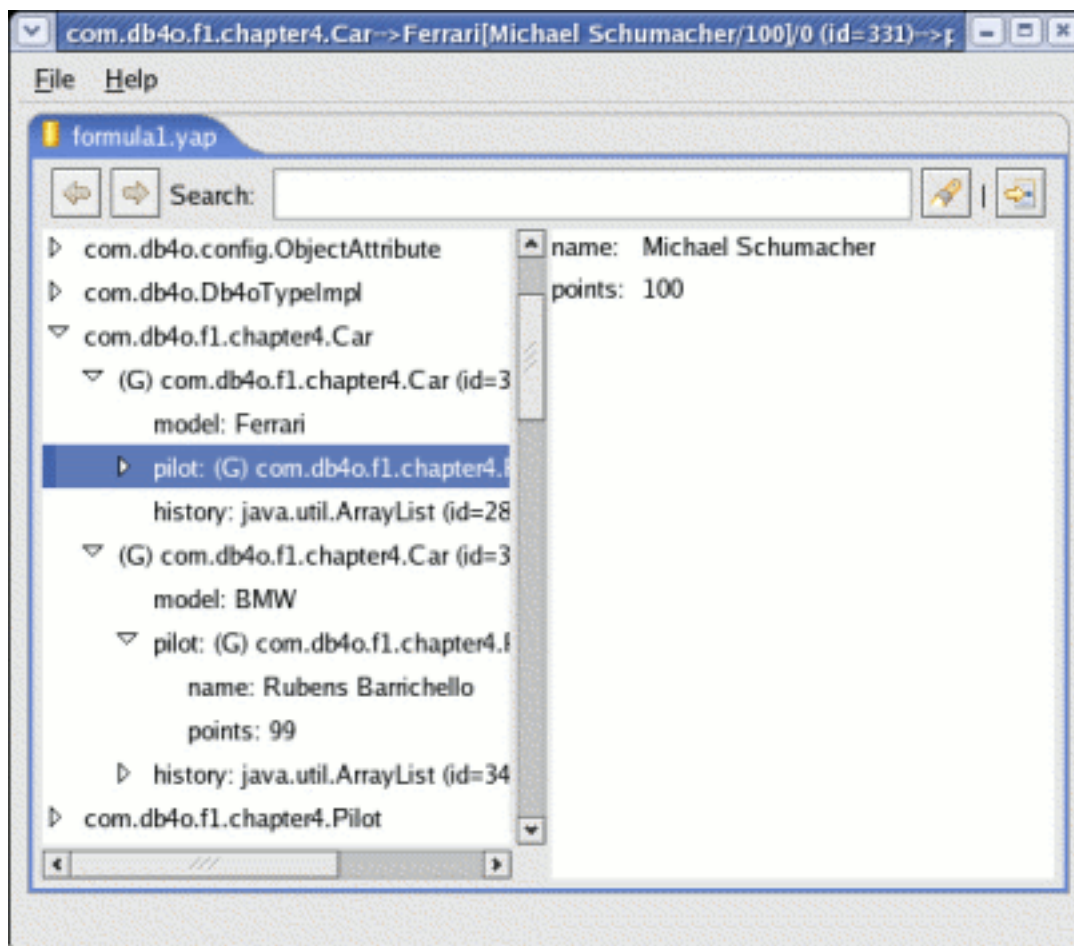 com.db4o.f1.chapter4.Car-->Ferrari[Michael Schumacher/100]/0 (id=331)-->p
File Help
formula1.yap
Search:
com.db4o.config.ObjectAttribute
com.db4o.Db4oTypeImpl
com.db4o.f1.chapter4.Car
(G) com.db4o.f1.chapter4.Car (id=3
model: Ferrari
pilot: (G) com.db4o.f1.chapter4.P
history: java.util.ArrayList (id=28
(G) com.db4o.f1.chapter4.Car (id=3
model: BMW
pilot: (G) com.db4o.f1.chapter4.P
name: Rubens Barrichello
points: 99
history: java.util.ArrayList (id=34
com.db4o.f1.chapter4.Pilot
name: Michael Schumacher
points: 100